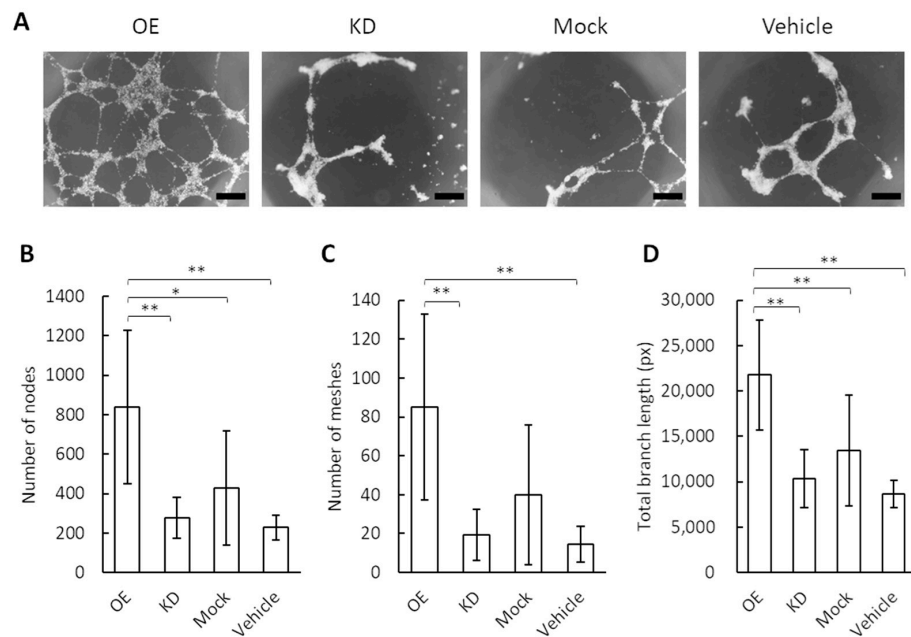 A
OE KD Mock Vehicle
B
**
*
**
Number of nodes
1400
1200
1000
800
600
400
200
0
OE KD Mock Vehicle
C
**
**
Number of meshes
140
120
100
80
60
40
20
0
OE KD Mock Vehicle
D
**
**
**
Total branch length (px)
30,000
25,000
20,000
15,000
10,000
5,000
0
OE KD Mock Vehicle